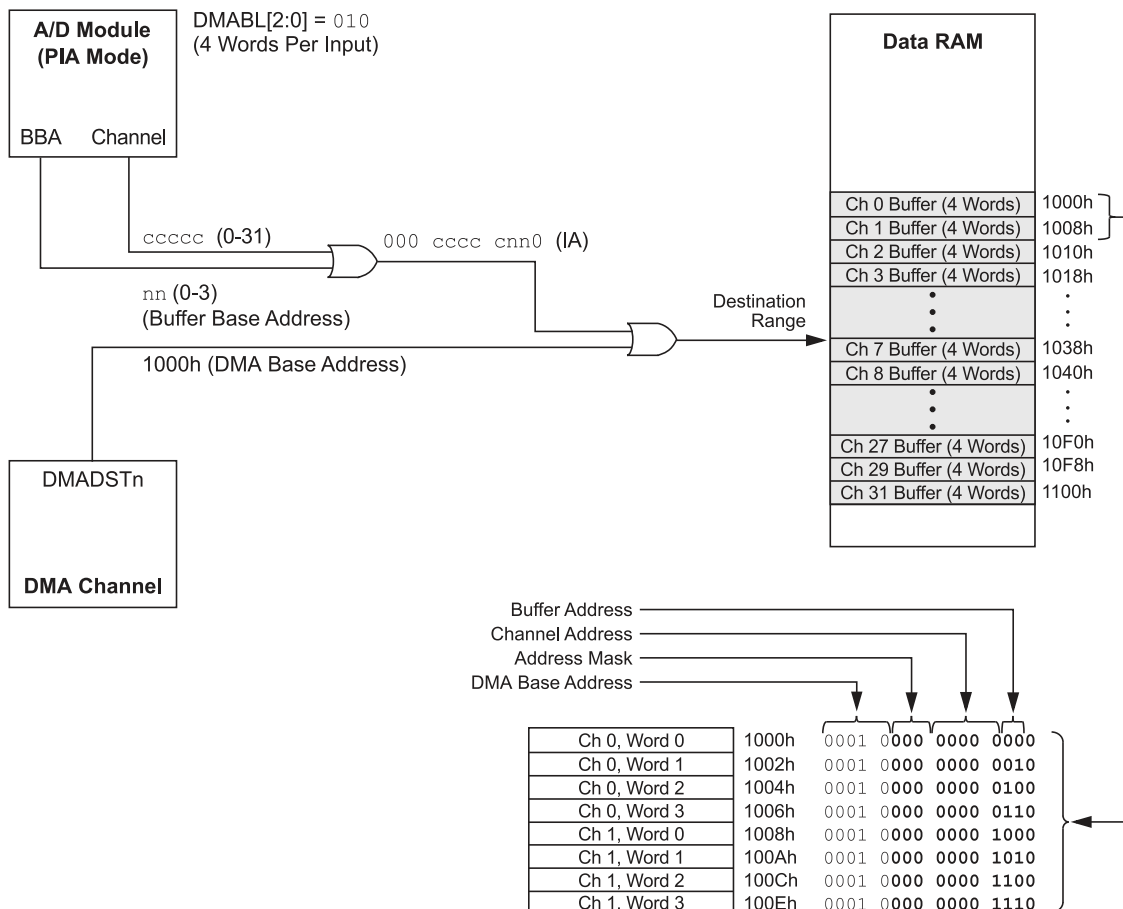 A/D Module
(PIA Mode)
BBA Channel
DMABL[2:0] = 010
(4 Words Per Input)
ccccc (0-31)
000 cccc cnn0 (IA)
nn (0-3)
(Buffer Base Address)
1000h (DMA Base Address)
DMADSTn
DMA Channel
Destination
Range
Data RAM
Ch 0 Buffer (4 Words) 1000h
Ch 1 Buffer (4 Words) 1008h
Ch 2 Buffer (4 Words) 1010h
Ch 3 Buffer (4 Words) 1018h
Ch 7 Buffer (4 Words) 1038h
Ch 8 Buffer (4 Words) 1040h
Ch 27 Buffer (4 Words) 10F0h
Ch 29 Buffer (4 Words) 10F8h
Ch 31 Buffer (4 Words) 1100h
Buffer Address
Channel Address
Address Mask
DMA Base Address
Ch 0, Word 0 1000h 0001 0000 0000 0000
Ch 0, Word 1 1002h 0001 0000 0000 0010
Ch 0, Word 2 1004h 0001 0000 0000 0100
Ch 0, Word 3 1006h 0001 0000 0000 0110
Ch 1, Word 0 1008h 0001 0000 0000 1000
Ch 1, Word 1 100Ah 0001 0000 0000 1010
Ch 1, Word 2 100Ch 0001 0000 0000 1100
Ch 1, Word 3 100Eh 0001 0000 0000 1110